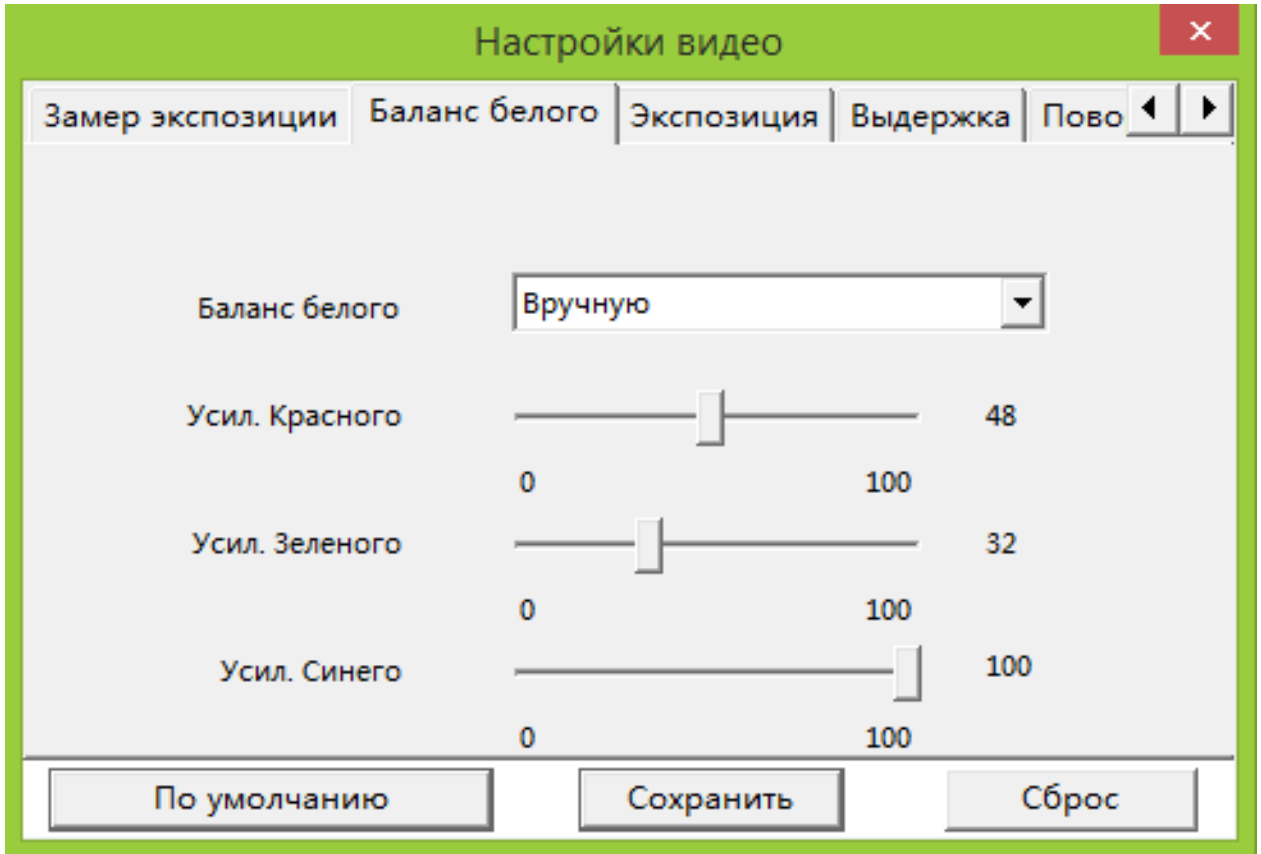 Настройки видео
Замер экспозиции Баланс белого Экспозиция Выдержка Пово
Баланс белого Вручную
Усил. Красного 48
0 100
Усил. Зеленого 32
0 100
Усил. Синего 100
0 100
По умолчанию Сохранить Сброс